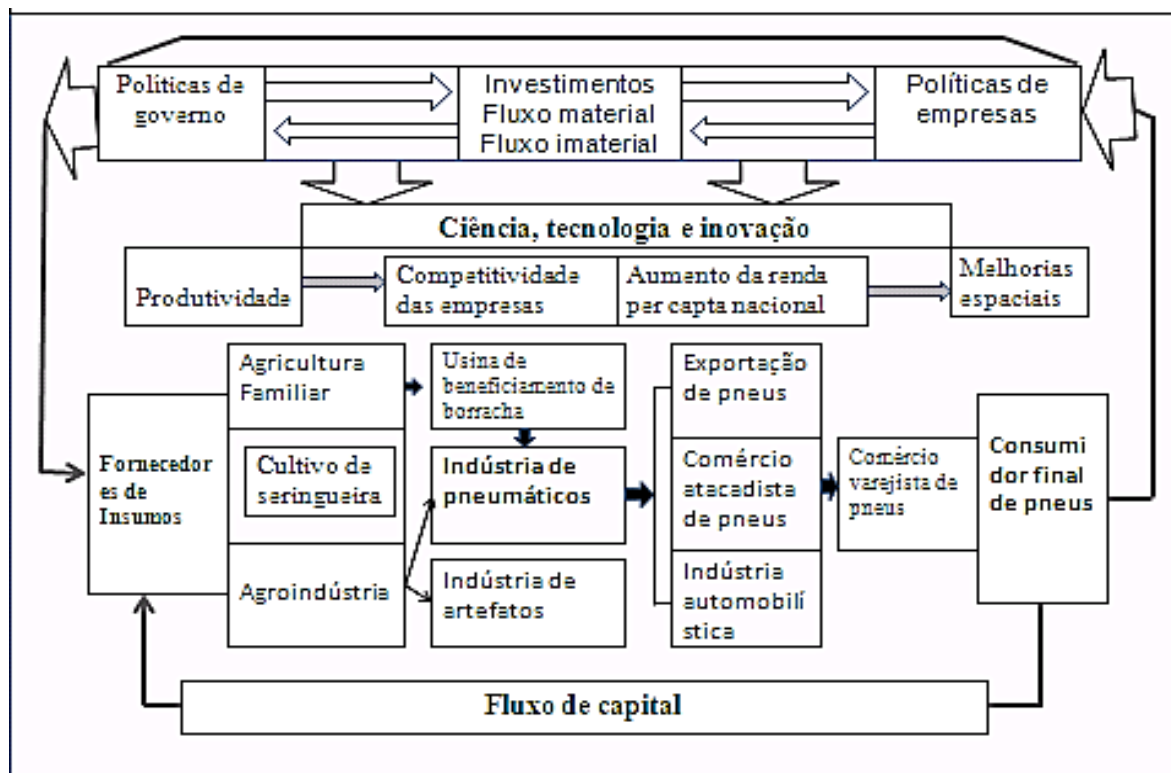 Políticas de
governo
Investimentos
Fluxo material
Fluxo imaterial
Políticas de
empresas
Ciência, tecnologia e inovação
Produtividade
Competitividade
das empresas
Aumento da renda
per capta nacional
Melhorias
espaciais
Fornecedor
es de
Insumos
Agricultura
Familiar
Cultivo de
seringueira
Agroindústria
Usina de
beneficiamento de
borracha
Indústria de
pneumáticos
Indústria de
artefatos
Exportação
de pneus
Comércio
atacadista
de pneus
Indústria
automobilí
stica
Comércio
varejista de
pneus
Consumi
dor final
de pneus
Fluxo de capital